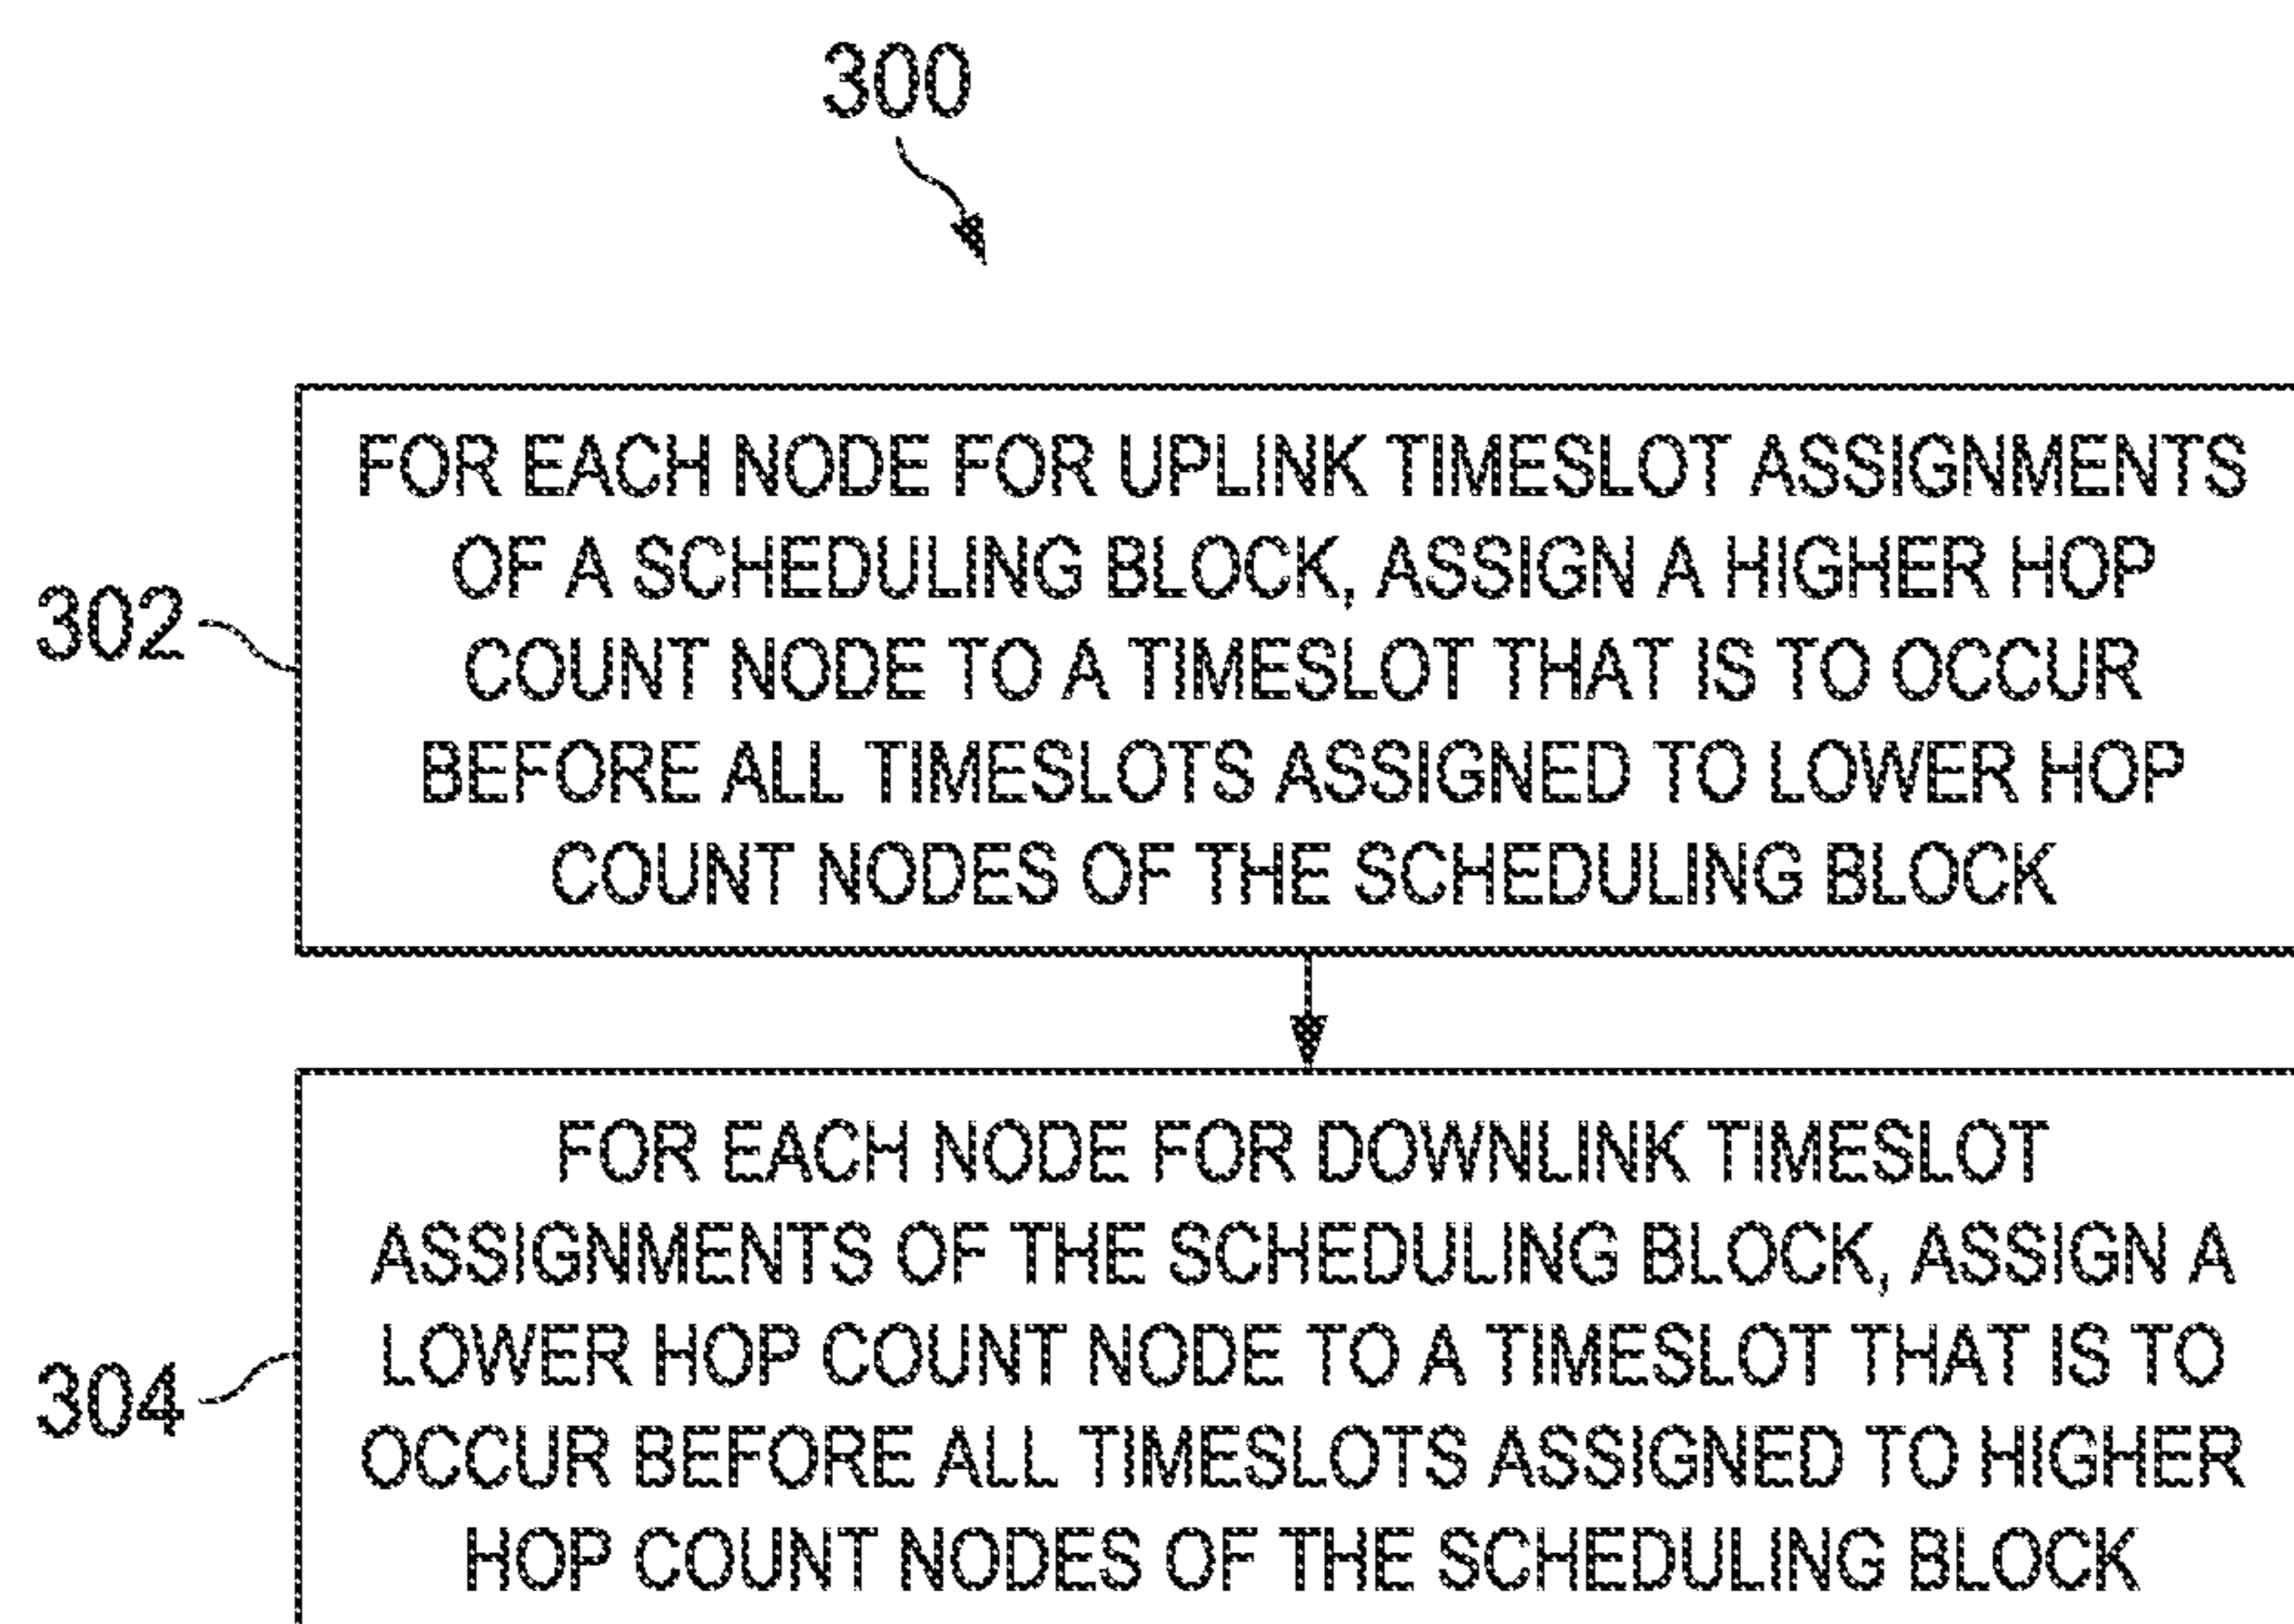 300
302
FOR EACH NODE FOR UPLINK TIMESLOT ASSIGNMENTS
OF A SCHEDULING BLOCK, ASSIGN A HIGHER HOP
COUNT NODE TO A TIMESLOT THAT IS TO OCCUR
BEFORE ALL TIMESLOTS ASSIGNED TO LOWER HOP
COUNT NODES OF THE SCHEDULING BLOCK
304
FOR EACH NODE FOR DOWNLINK TIMESLOT
ASSIGNMENTS OF THE SCHEDULING BLOCK, ASSIGN A
LOWER HOP COUNT NODE TO A TIMESLOT THAT IS TO
OCCUR BEFORE ALL TIMESLOTS ASSIGNED TO HIGHER
HOP COUNT NODES OF THE SCHEDULING BLOCK